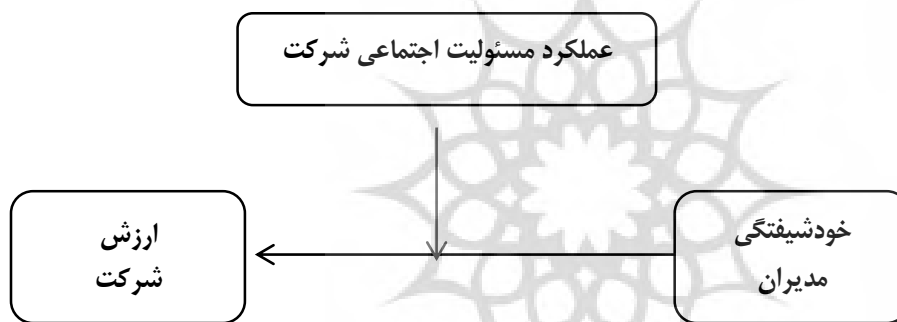 عملکرد مسئولیت اجتماعی شرکت
خودشیفتگی
مدیران
ارزش
شرکت